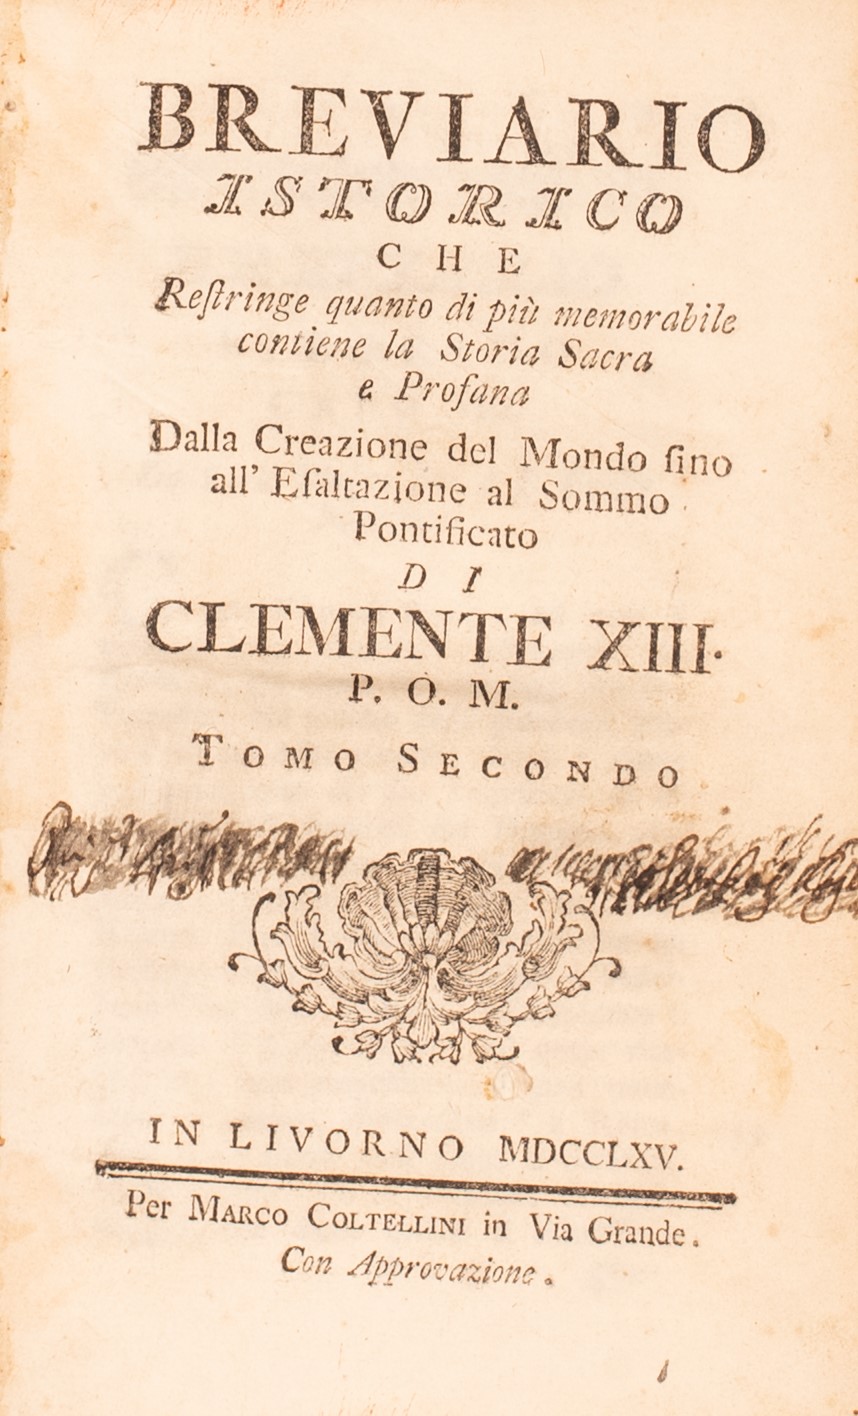 BREVIARIO
ISTORICO
CHE
Reſtringe quanto di più memorabile
contiene la Storia Sacra
e Profana
Dalla Creazione del Mondo ſino
all' Eſaltazione al Sommo
Pontificato
DI
CLEMENTE XIII.
P. O. M.
TOMO SECONDO
IN LIVORNO MDCCLXV.
Per MARCO COLTELLINI in Via Grande.
Con Approvazione.